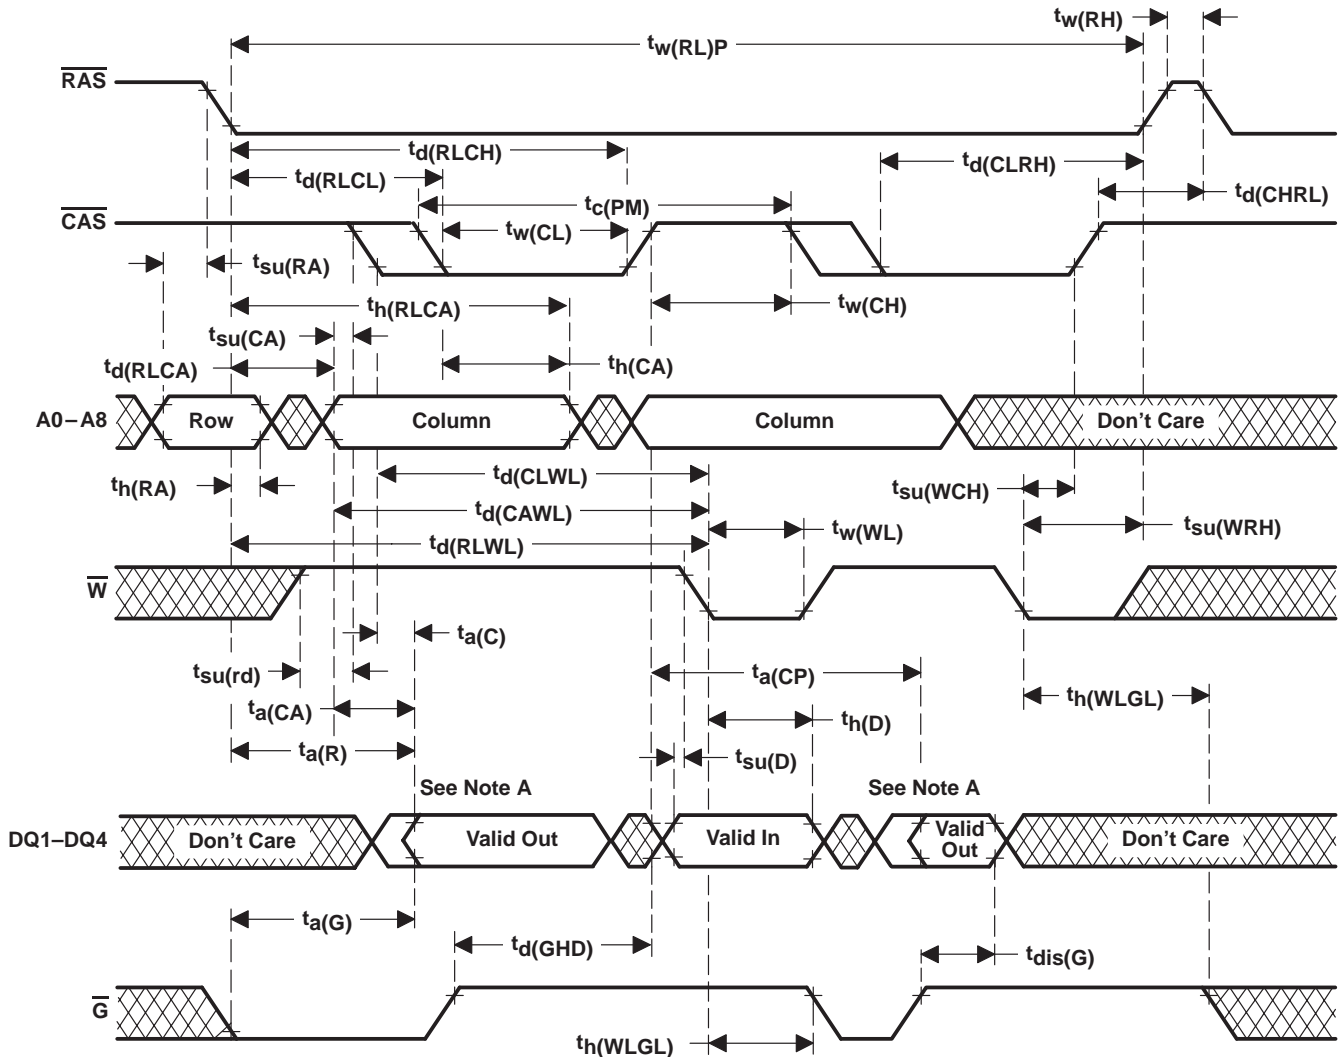 tw(RH)
tw(RL)P
RAS
td(RLCH)
td(CLRH)
td(RLCL)
tc(PM)
td(CHRL)
CAS
tw(CL)
tsu(RA)
th(RLCA)
tw(CH)
tsu(CA)
td(RLCA)
th(CA)
A0–A8
Row
Column
Column
Don't Care
td(CLWL)
th(RA)
tsu(WCH)
td(CAWL)
tw(WL)
tsu(WRH)
td(RLWL)
W
ta(C)
tsu(rd)
ta(CP)
th(WLGL)
ta(CA)
th(D)
ta(R)
tsu(D)
See Note A
See Note A
DQ1–DQ4
Don't Care
Valid Out
Valid In
Valid
Out
Don't Care
ta(G)
td(GHD)
tdis(G)
G
th(WLGL)